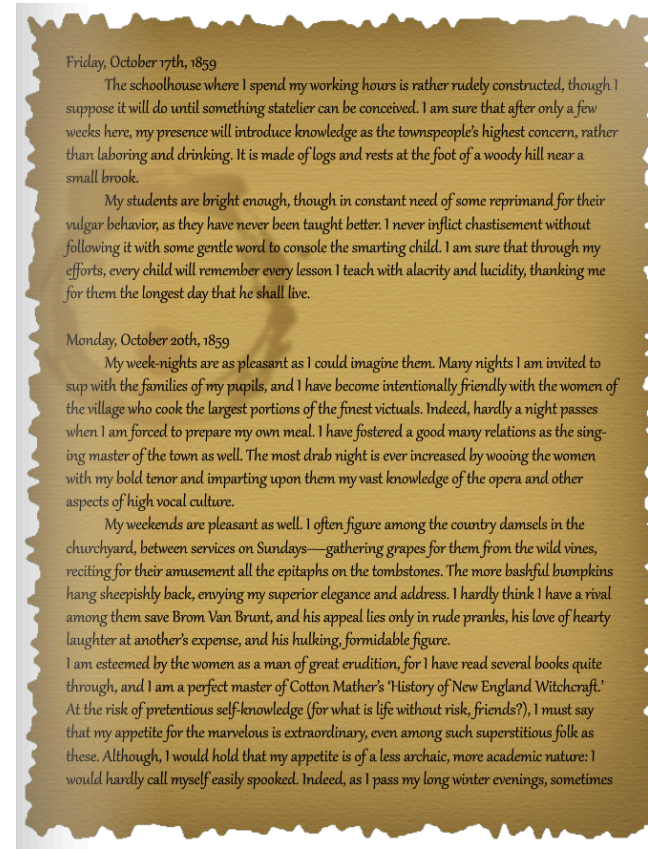 Friday, October 17th, 1859
The schoolhouse where I spend my working hours is rather rudely constructed, though I
suppose it will do until something statelier can be conceived. I am sure that after only a few
weeks here, my presence will introduce knowledge as the townspeople's highest concern, rather
than laboring and drinking. It is made of logs and rests at the foot of a woody hill near a
small brook.
My students are bright enough, though in constant need of some reprimand for their
vulgar behavior, as they have never been taught better. I never inflict chastisement without
following it with some gentle word to console the smarting child. I am sure that through my
efforts, every child will remember every lesson I teach with alacrity and lucidity, thanking me
for them the longest day that he shall live.
Monday, October 20th, 1859
My week-nights are as pleasant as I could imagine them. Many nights I am invited to
sup with the families of my pupils, and I have become intentionally friendly with the women of
the village who cook the largest portions of the finest victuals. Indeed, hardly a night passes
when I am forced to prepare my own meal. I have fostered a good many relations as the sing-
ing master of the town as well. The most drab night is ever increased by wooing the women
with my bold tenor and imparting upon them my vast knowledge of the opera and other
aspects of high vocal culture.
My weekends are pleasant as well. I often figure among the country damsels in the
churchyard, between services on Sundays—gathering grapes for them from the wild vines,
reciting for their amusement all the epitaphs on the tombstones. The more bashful bumpkins
hang sheepishly back, envying my superior elegance and address. I hardly think I have a rival
among them save Brom Van Brunt, and his appeal lies only in rude pranks, his love of hearty
laughter at another's expense, and his hulking, formidable figure.
I am esteemed by the women as a man of great erudition, for I have read several books quite
through, and I am a perfect master of Cotton Mather's 'History of New England Witchcraft.'
At the risk of pretentious self-knowledge (for what is life without risk, friends?), I must say
that my appetite for the marvelous is extraordinary, even among such superstitious folk as
these. Although, I would hold that my appetite is of a less archaic, more academic nature: I
would hardly call myself easily spooked. Indeed, as I pass my long winter evenings, sometimes